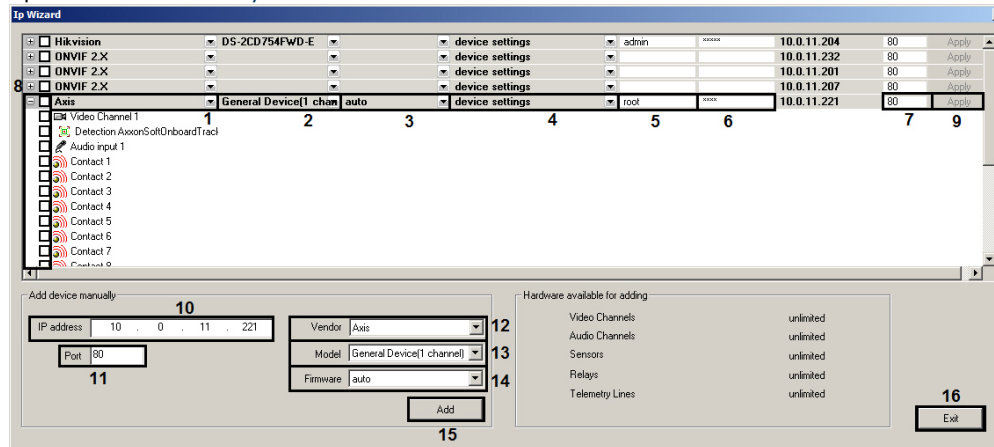 Ip Wizard
Hikvision DS-2CD754FWD-E device settings admin xxxxx 10.0.11.204 80 Apply
ONVIF 2.X device settings 10.0.11.232 80 Apply
ONVIF 2.X device settings 10.0.11.201 80 Apply
8 ONVIF 2.X device settings 10.0.11.207 80 Apply
Axis General Device(1 chan auto device settings root xxxx 10.0.11.221 80 Apply
Video Channel 1 1 2 3 4 5 6 7 9
Detection AxxonSoftOnboardTrack
Audio input 1
Contact 1
Contact 2
Contact 3
Contact 4
Contact 5
Contact 6
Contact 7
Add device manually
10
IP address 10 . 0 . 11 . 221
Port 80
11
Vendor Axis 12
Model General Device(1 channel) 13
Firmware auto 14
Add
15
Hardware available for adding
Video Channels unlimited
Audio Channels unlimited
Sensors unlimited
Relays unlimited
Telemetry Lines unlimited
16
Exit